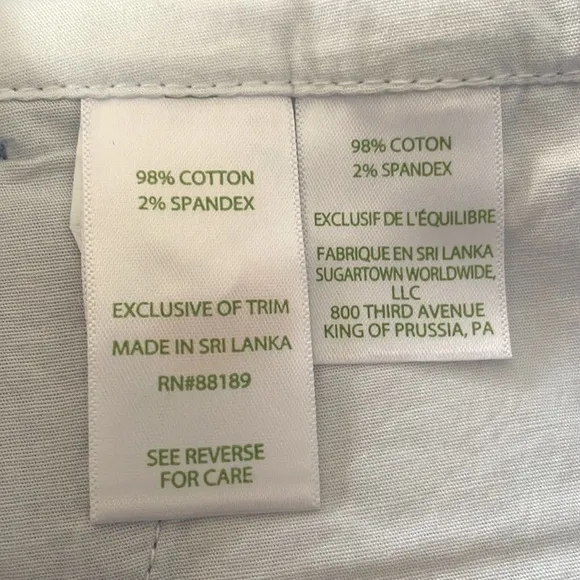 98% COTTON
2% SPANDEX
EXCLUSIVE OF TRIM
MADE IN SRI LANKA
RN#88189
SEE REVERSE
FOR CARE
98% COTON
2% SPANDEX
EXCLUSIF DE L'ÉQUILIBRE
FABRIQUE EN SRI LANKA
SUGARTOWN WORLDWIDE,
LLC
800 THIRD AVENUE
KING OF PRUSSIA, PA